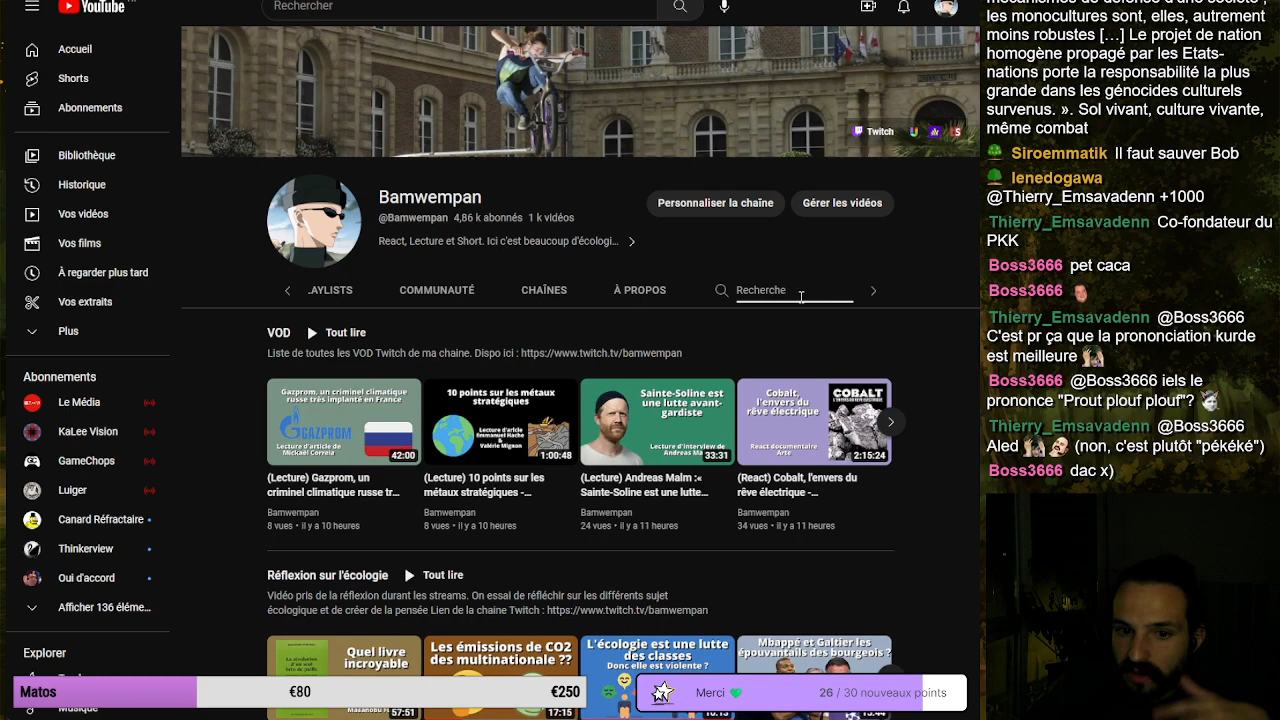 YouTube
Rechercher
Accueil
Shorts
Abonnements
Bibliothèque
Historique
Vos vidéos
Vos films
À regarder plus tard
Vos extraits
Plus
Abonnements
Le Média
KaLee Vision
GameChops
Luiger
Canard Réfractaire
Thinkerview
Oui d'accord
Afficher 136 éléme...
Explorer
Musique
Twitch
Bamwempan
@Bamwempan 4,86 k abonnés 1 k vidéos
React, Lecture et Short. Ici c'est beaucoup d'écologi...
Personnaliser la chaîne
Gérer les vidéos
LAYLISTS
COMMUNAUTÉ
CHAÎNES
À PROPOS
Recherche
VOD
Tout lire
Liste de toutes les VOD Twitch de ma chaine. Dispo ici : https://www.twitch.tv/bamwempan
Gazprom, un criminel climatique
russe très implanté en France
GAZPROM
Lecture d'article de
Mickaël Correia
42:00
(Lecture) Gazprom, un
criminel climatique russe tr...
Bamwempan
8 vues • il y a 10 heures
10 points sur les métaux
stratégiques
Lecture d'aricle
Immanuel Hache
&
Valérie Mignon
1:00:48
(Lecture) 10 points sur les
métaux stratégiques -...
Bamwempan
8 vues • il y a 10 heures
Sainte-Soline est
une lutte avant-
gardiste
Lecture d'interview de
33:31
(Lecture) Andreas Malm :«
Sainte-Soline est une lutte...
Bamwempan
24 vues • il y a 11 heures
Cobalt,
l'envers du
rêve électrique
COBALT
React documentaire
Arte
2:15:24
(React) Cobalt, l'envers du
rêve électrique -...
Bamwempan
34 vues • il y a 11 heures
Réflexion sur l'écologie
Tout lire
Vidéo pris de la réflexion durant les streams. On essai de réfléchir sur les différents sujet
écologique et de créer de la pensée Lien de la chaine Twitch : https://www.twitch.tv/bamwempan
Quel livre
incroyable
57:51
Les émissions de CO2
des multinationale ??
17:15
L'écologie est une lutte
des classes
Donc elle est violente ?
Mbappé et Galtier les
épouvantails des bourgeois ?
Matos
€80
€250
Merci
26 / 30 nouveaux points
les monocultures sont, elles, autrement
moins robustes […] Le projet de nation
homogène propagé par les Etats-
nations porte la responsabilité la plus
grande dans les génocides culturels
survenus. ». Sol vivant, culture vivante,
même combat
Siroemmatik Il faut sauver Bob
lenedogawa
@Thierry_Emsavadenn +1000
Thierry_Emsavadenn Co-fondateur du
PKK
Boss3666 pet caca
Boss3666
Thierry_Emsavadenn @Boss3666
C'est pr ça que la prononciation kurde
est meilleure
Boss3666 @Boss3666 iels le
prononce "Prout plouf plouf"?
Thierry_Emsavadenn @Boss3666
Aled (non, c'est plutôt "pékéké")
Boss3666 dac x)